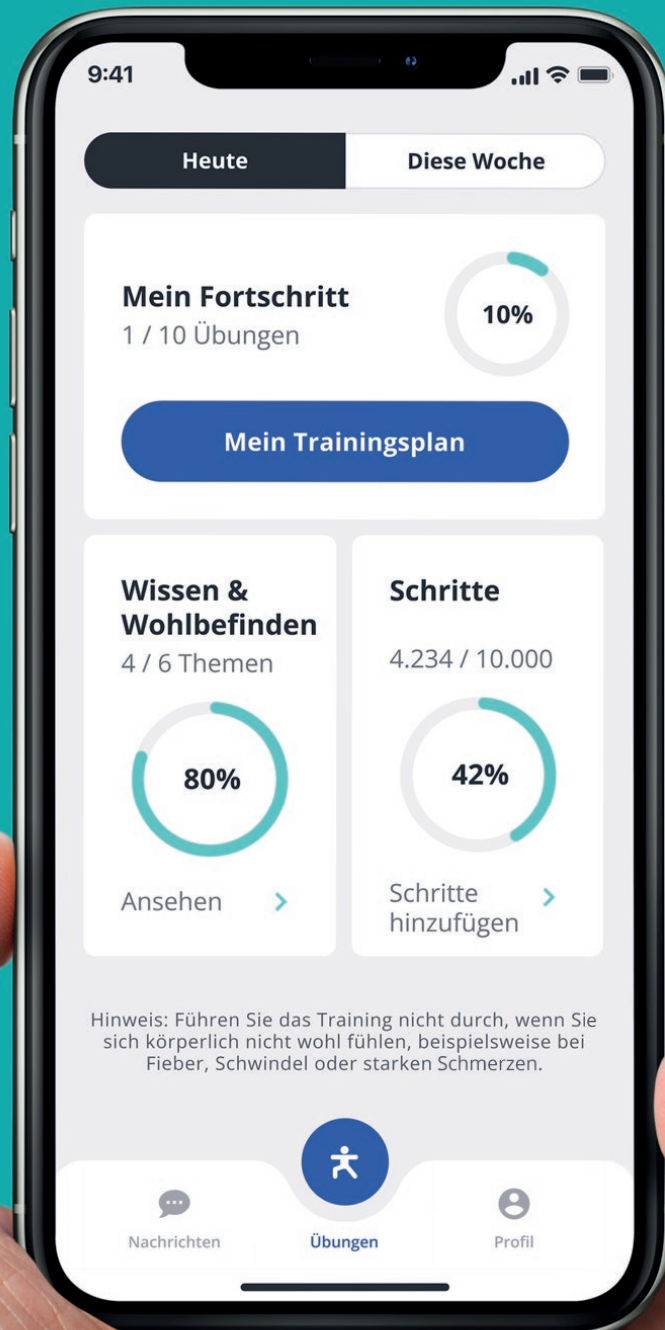 9:41
Heute
Diese Woche
Mein Fortschritt
1 / 10 Übungen
10%
Mein Trainingsplan
Wissen &
Wohlbefinden
4 / 6 Themen
80%
Ansehen
Schritte
4.234 / 10.000
42%
Schritte
hinzufügen
Hinweis: Führen Sie das Training nicht durch, wenn Sie
sich körperlich nicht wohl fühlen, beispielsweise bei
Fieber, Schwindel oder starken Schmerzen.
Nachrichten
Übungen
Profil